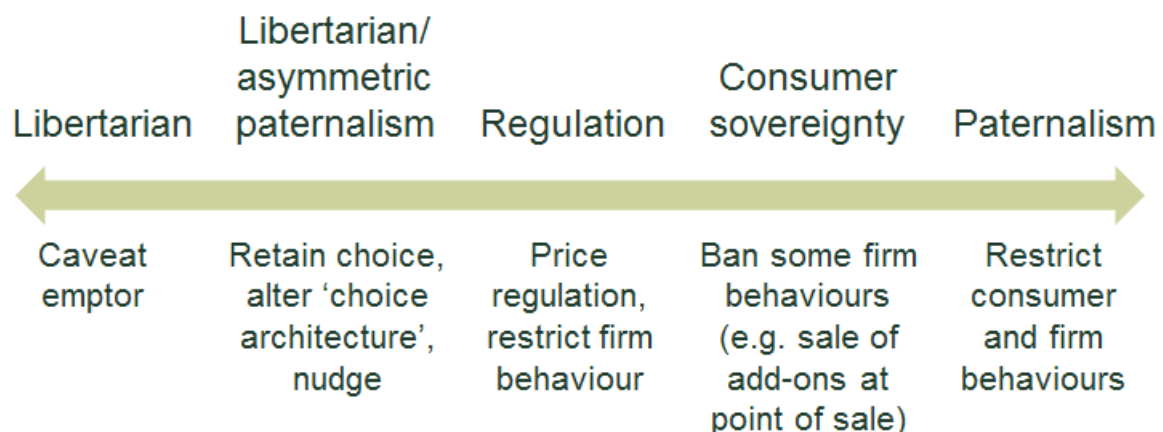 Libertarian
Libertarian/
asymmetric
paternalism
Regulation
Consumer
sovereignty
Paternalism
Caveat
emptor
Retain choice,
alter ‘choice
architecture’,
nudge
Price
regulation,
restrict firm
behaviour
Ban some firm
behaviours
(e.g. sale of
add-ons at
point of sale)
Restrict
consumer
and firm
behaviours